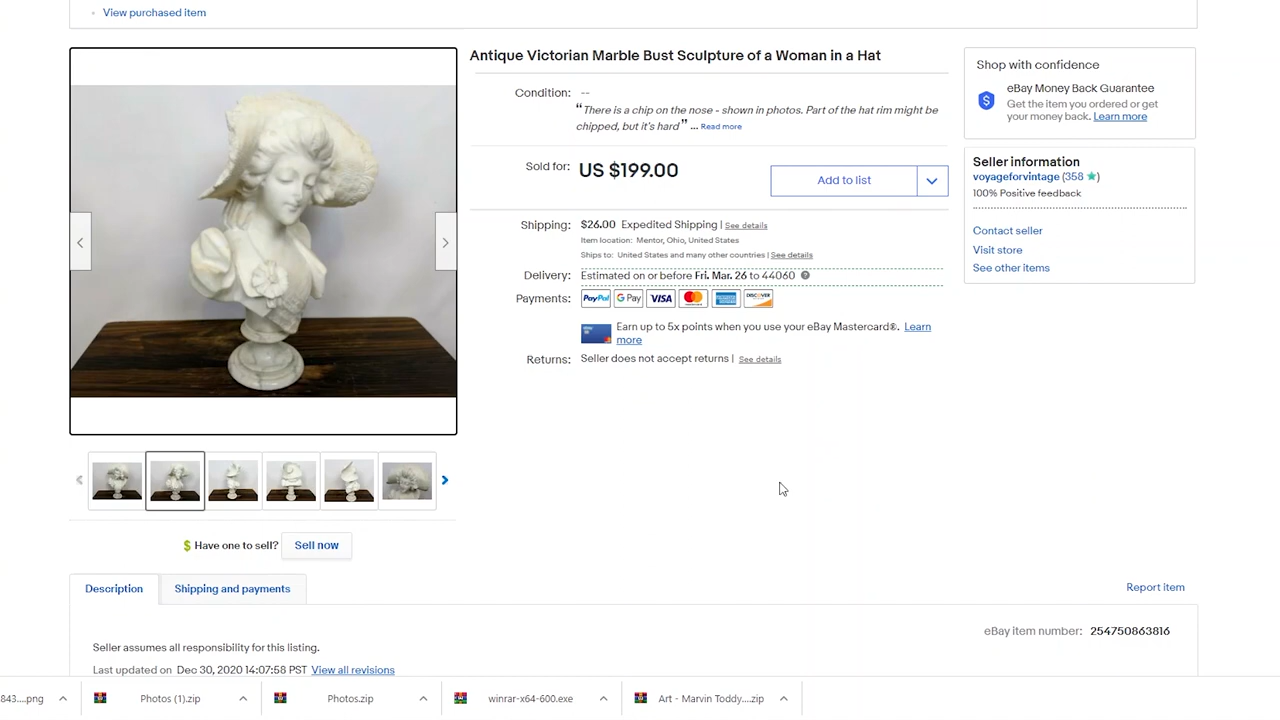 View purchased item
Antique Victorian Marble Bust Sculpture of a Woman in a Hat
Condition: --
“There is a chip on the nose - shown in photos. Part of the hat rim might be
chipped, but it's hard” ... Read more
Sold for: US $199.00
Add to list
Shipping: $26.00 Expedited Shipping | See details
Item location: Mentor, Ohio, United States
Ships to: United States and many other countries | See details
Delivery: Estimated on or before Fri. Mar. 26 to 44060
Payments: PayPal G Pay VISA mastercard AMERICAN EXPRESS DISCOVER
Earn up to 5x points when you use your eBay Mastercard®. Learn
more
Returns: Seller does not accept returns | See details
Shop with confidence
eBay Money Back Guarantee
Get the item you ordered or get
your money back. Learn more
Seller information
voyageforvintage (358 ★)
100% Positive feedback
Contact seller
Visit store
See other items
Have one to sell? Sell now
Description
Shipping and payments
Report item
eBay item number: 254750863816
Seller assumes all responsibility for this listing.
Last updated on Dec 30, 2020 14:07:58 PST View all revisions
843....png
Photos (1).zip
Photos.zip
winrar-x64-600.exe
Art - Marvin Toddy....zip